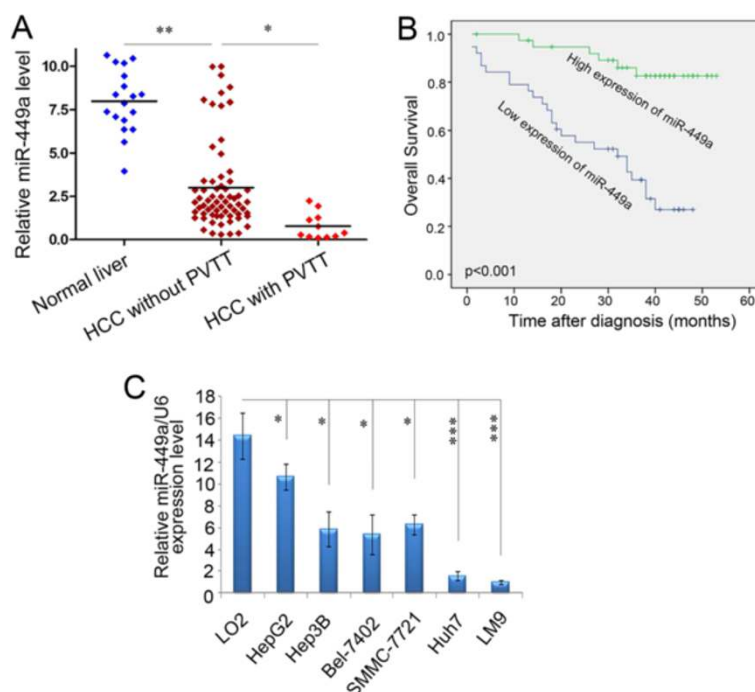 A
** *
Relative miR-449a level
10.0
7.5
5.0
2.5
0.0
Normal liver
HCC without PVTT
HCC with PVTT
B
Overall Survival
1.0
0.8
0.6
0.4
0.2
0.0
High expression of miR-449a
Low expression of miR-449a
p<0.001
0 10 20 30 40 50 60
Time after diagnosis (months)
C
Relative miR-449a/U6
expression level
18
16
14
12
10
8
6
4
2
0
* * * * *** ***
LO2
HepG2
Hep3B
Bel-7402
SMMC-7721
Huh7
LM9